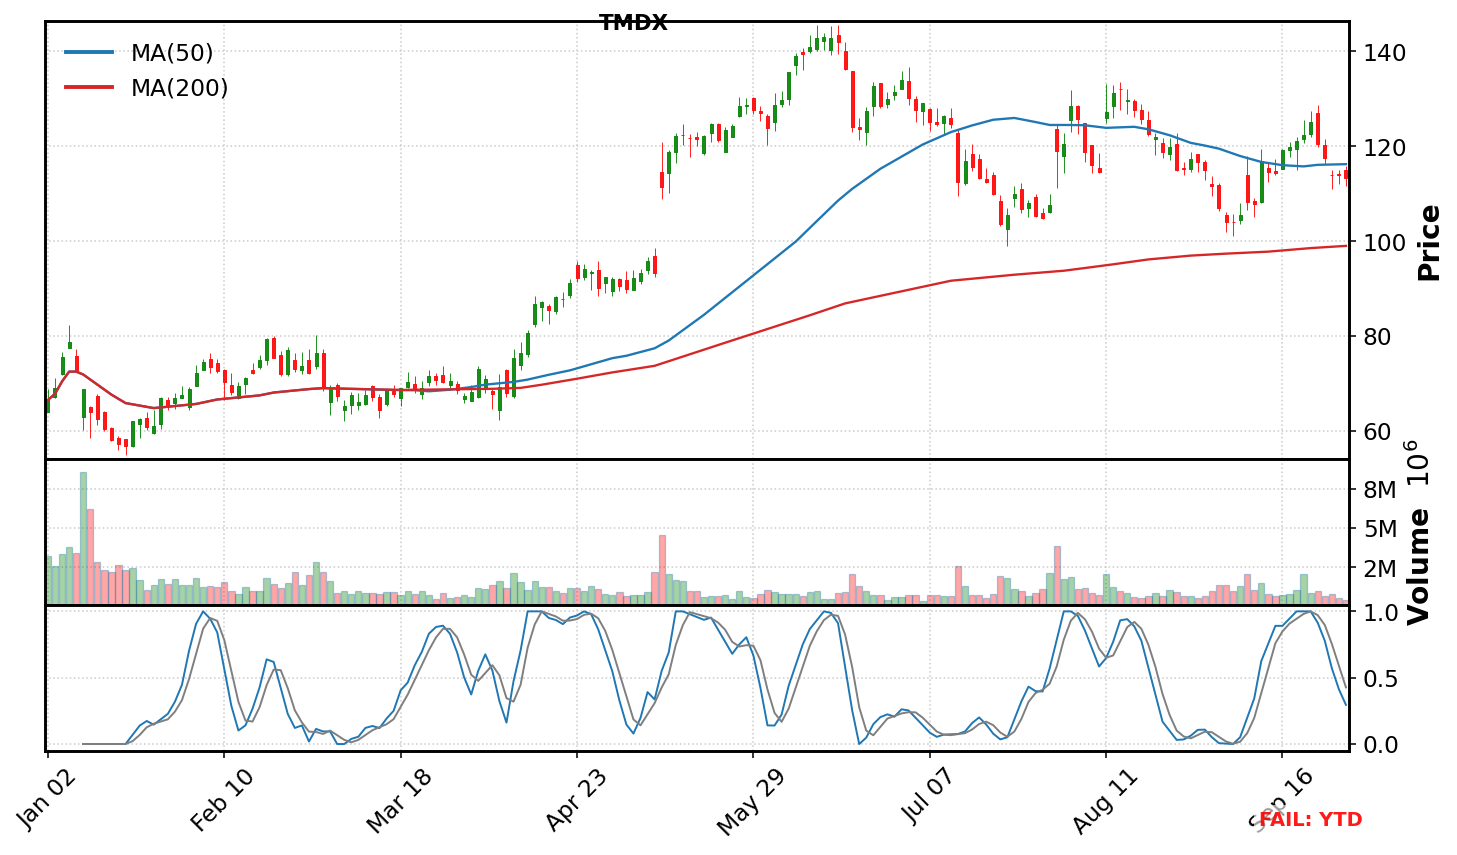 TMDX
MA(50)
MA(200)
140
120
100
80
60
Price
10^6
8M
5M
2M
Volume
1.0
0.5
0.0
Jan 02
Feb 10
Mar 18
Apr 23
May 29
Jul 07
Aug 11
Sep 16
FAIL: YTD